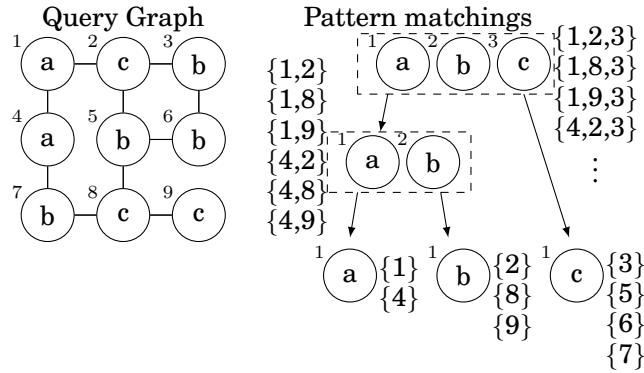 Query Graph
1 a 2 c 3 b
4 a 5 b 6 b
7 b 8 c 9 c
Pattern matchings
1 a 2 b 3 c
{1,2,3}
{1,8,3}
{1,9,3}
{4,2,3}
⋮
{1,2}
{1,8}
{1,9}
{4,2}
{4,8}
{4,9}
1 a 2 b
1 a
{1}
{4}
1 b
{2}
{8}
{9}
1 c
{3}
{5}
{6}
{7}